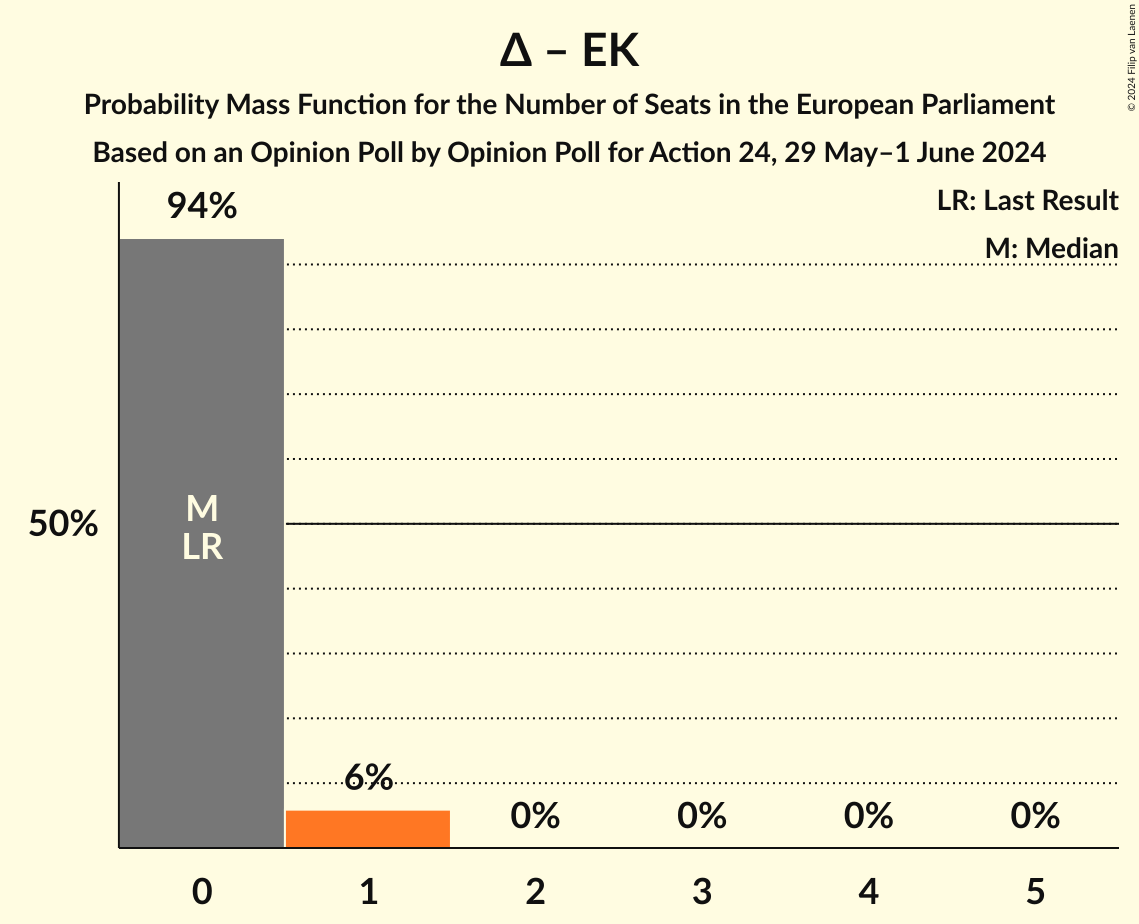 Δ – EK
Probability Mass Function for the Number of Seats in the European Parliament
Based on an Opinion Poll by Opinion Poll for Action 24, 29 May–1 June 2024
© 2024 Filip van Laenen
LR: Last Result
M: Median
94%
50%
M
LR
6%
0%
0%
0%
0%
0
1
2
3
4
5